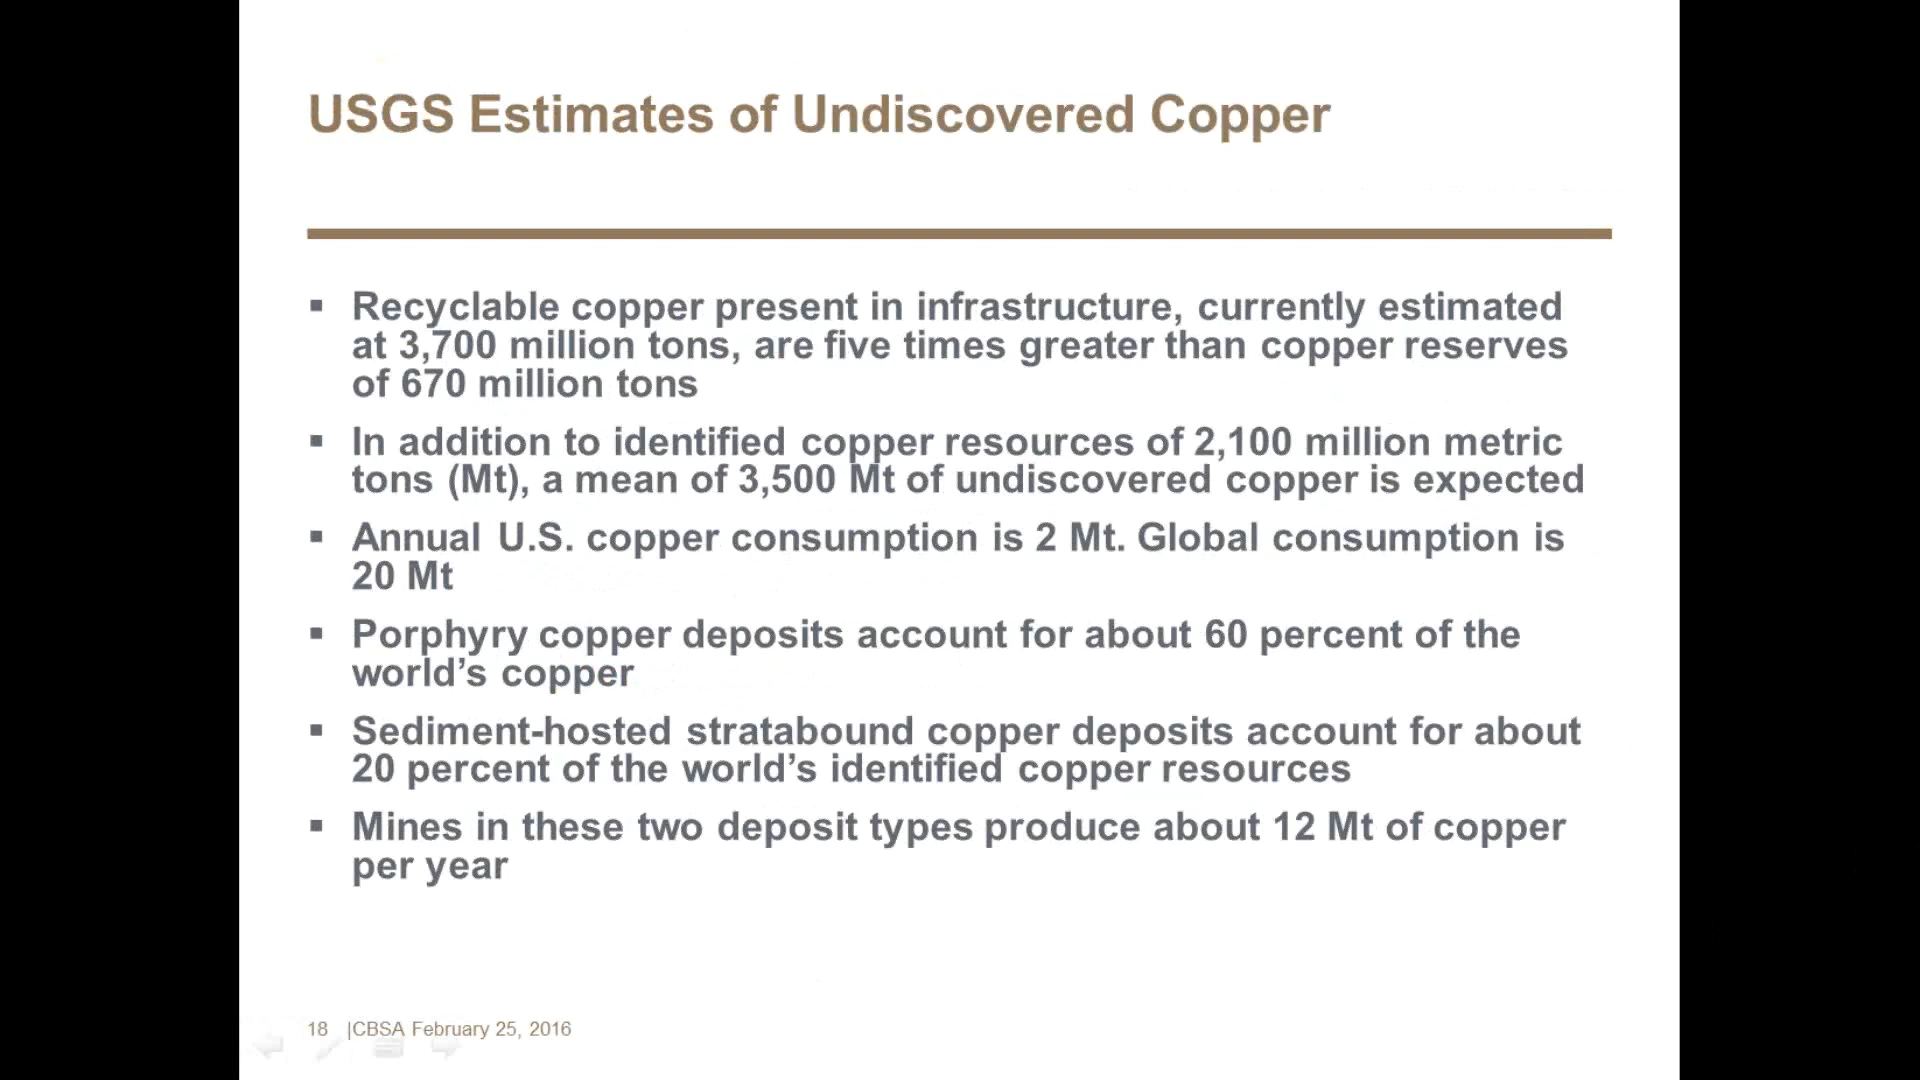 USGS Estimates of Undiscovered Copper
▪ Recyclable copper present in infrastructure, currently estimated
at 3,700 million tons, are five times greater than copper reserves
of 670 million tons
▪ In addition to identified copper resources of 2,100 million metric
tons (Mt), a mean of 3,500 Mt of undiscovered copper is expected
▪ Annual U.S. copper consumption is 2 Mt. Global consumption is
20 Mt
▪ Porphyry copper deposits account for about 60 percent of the
world’s copper
▪ Sediment-hosted stratabound copper deposits account for about
20 percent of the world’s identified copper resources
▪ Mines in these two deposit types produce about 12 Mt of copper
per year
18 |CBSA February 25, 2016